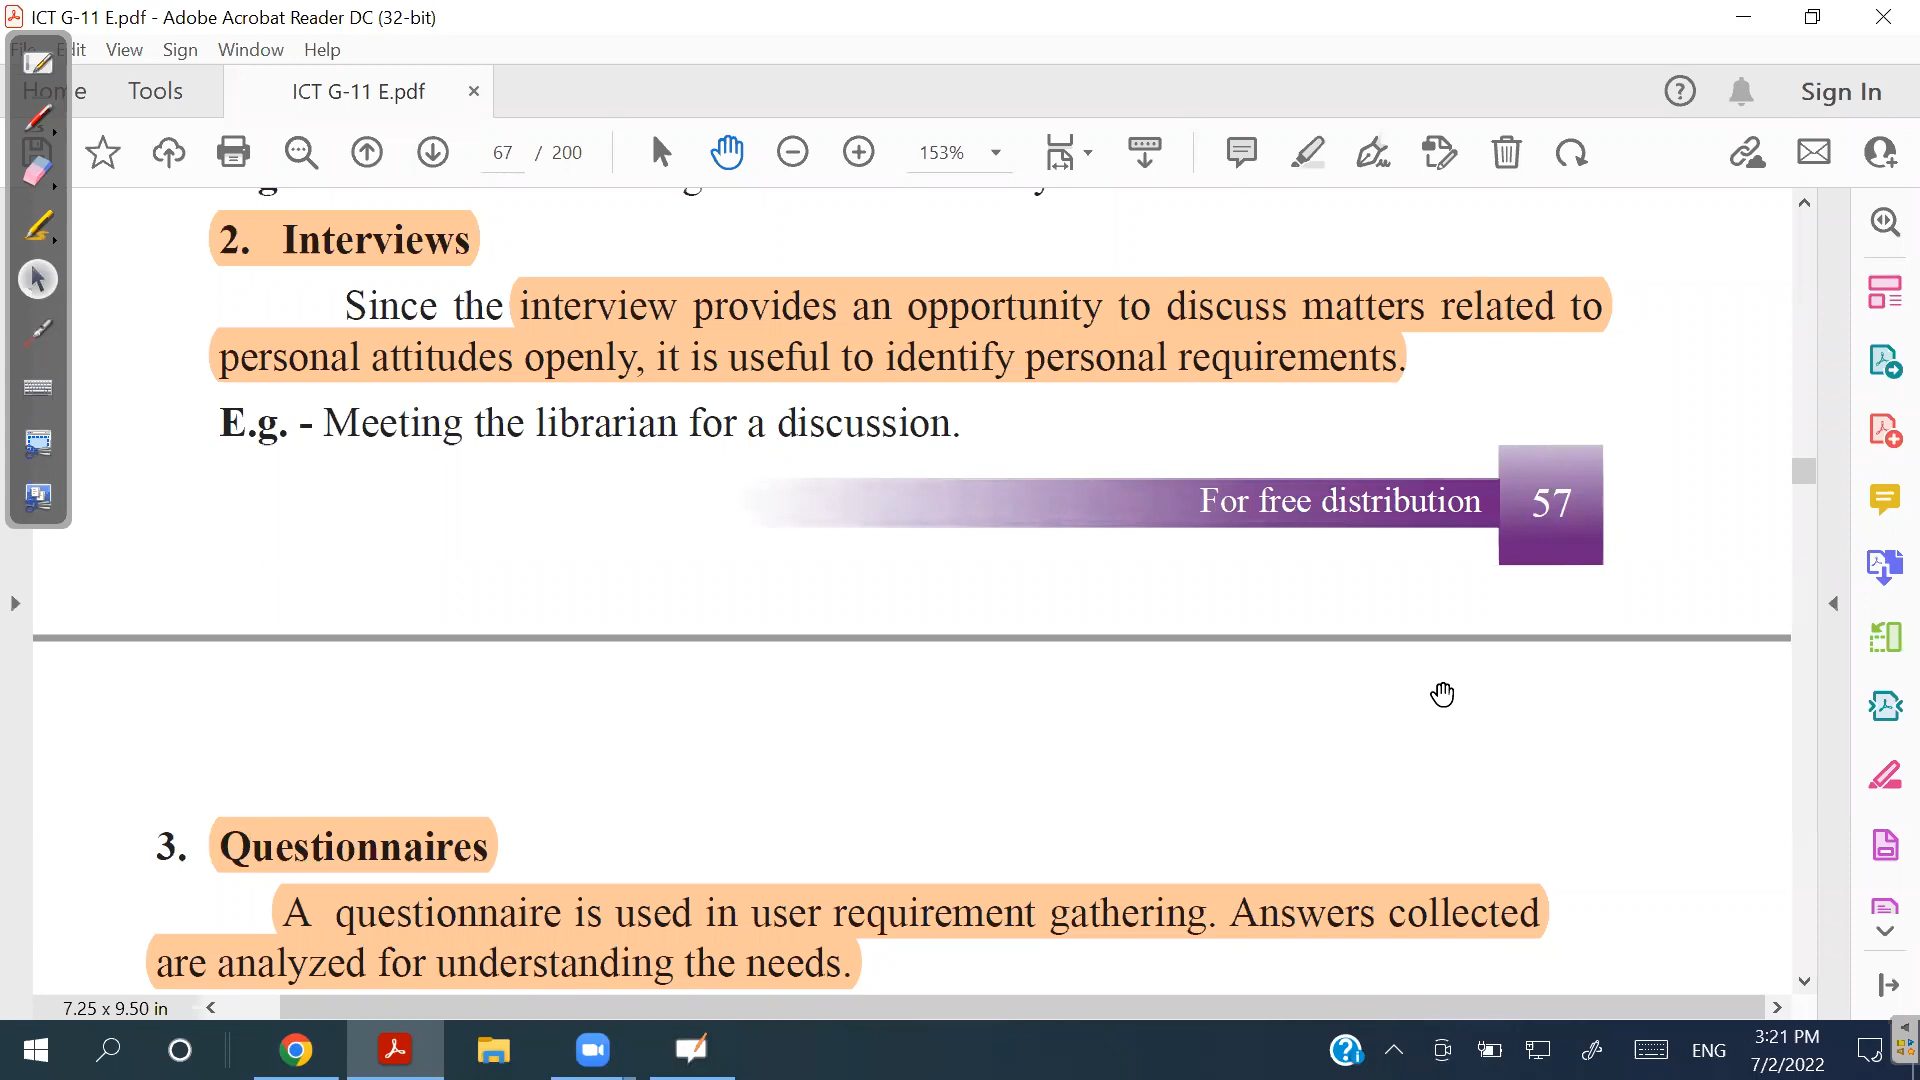 ICT G-11 E.pdf - Adobe Acrobat Reader DC (32-bit)
File Edit View Sign Window Help
Home Tools ICT G-11 E.pdf × Sign In
67 / 200 153%
2. Interviews
Since the interview provides an opportunity to discuss matters related to
personal attitudes openly, it is useful to identify personal requirements.
E.g. - Meeting the librarian for a discussion.
For free distribution 57
3. Questionnaires
A questionnaire is used in user requirement gathering. Answers collected
are analyzed for understanding the needs.
7.25 x 9.50 in
ENG 3:21 PM
7/2/2022